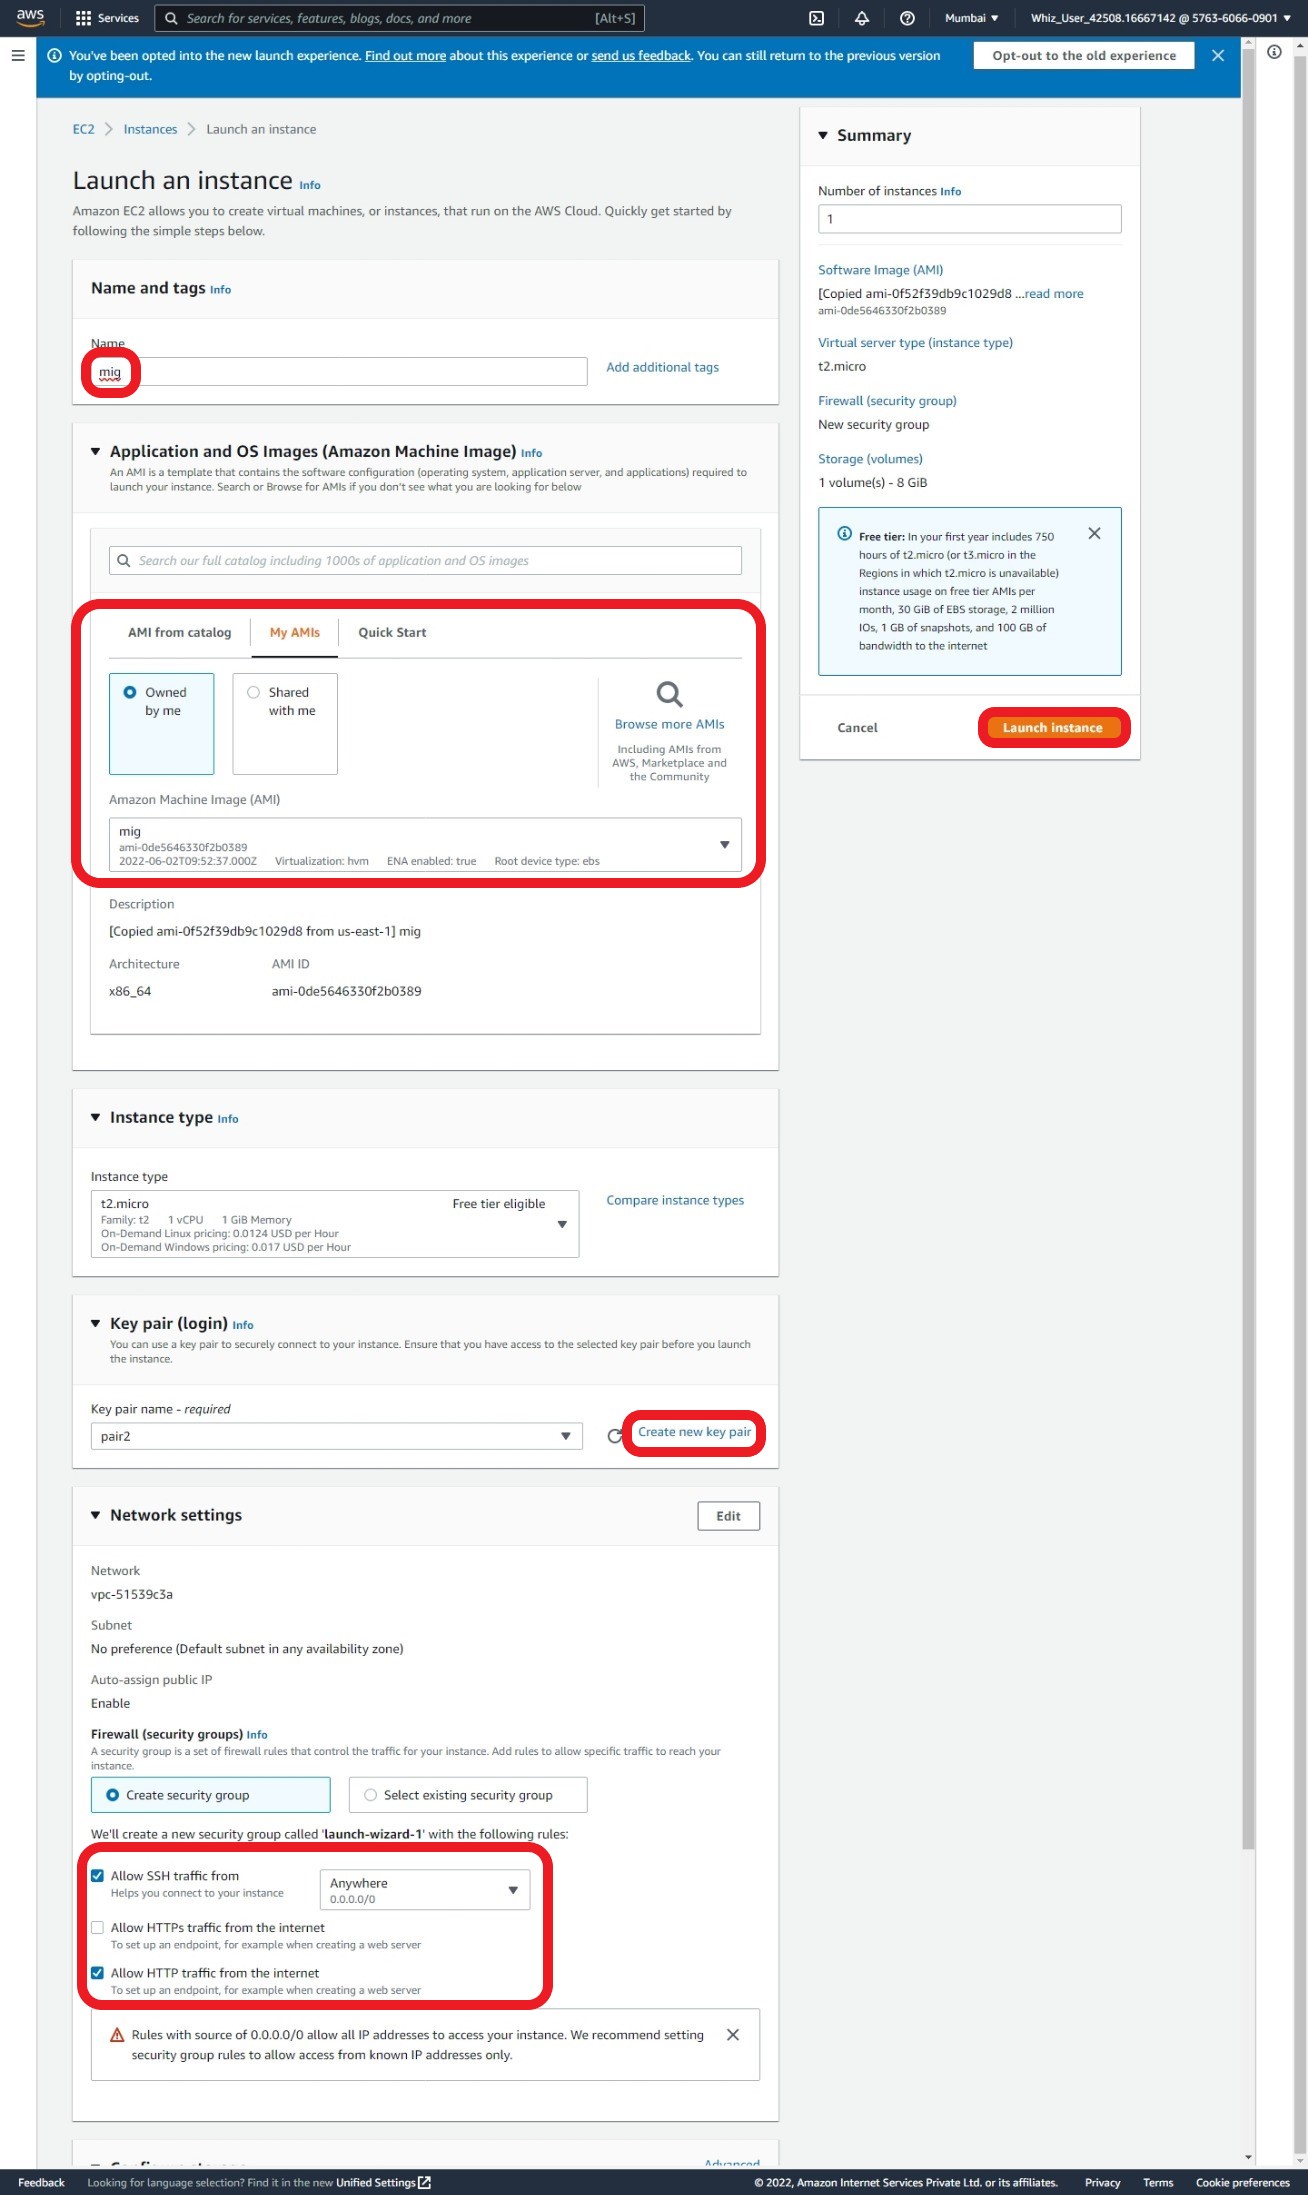 aws
Services
Search for services, features, blogs, docs, and more
[Alt+S]
Mumbai
Whiz_User_42508.16667142 @ 5763-6066-0901
You've been opted into the new launch experience. Find out more about this experience or send us feedback. You can still return to the previous version
by opting-out.
Opt-out to the old experience
EC2 > Instances > Launch an instance
Launch an instance Info
Amazon EC2 allows you to create virtual machines, or instances, that run on the AWS Cloud. Quickly get started by
following the simple steps below.
Name and tags Info
Name
mig
Add additional tags
Application and OS Images (Amazon Machine Image) Info
An AMI is a template that contains the software configuration (operating system, application server, and applications) required to
launch your instance. Search or Browse for AMIs if you don't see what you are looking for below
Search our full catalog including 1000s of application and OS images
AMI from catalog
My AMIs
Quick Start
Owned
by me
Shared
with me
Browse more AMIs
Including AMIs from
AWS, Marketplace and
the Community
Amazon Machine Image (AMI)
mig
ami-0de5646330f2b0389
2022-06-02T09:52:37.000Z Virtualization: hvm ENA enabled: true Root device type: ebs
Description
[Copied ami-0f52f39db9c1029d8 from us-east-1] mig
Architecture AMI ID
x86_64 ami-0de5646330f2b0389
Instance type Info
Instance type
t2.micro Free tier eligible
Family: t2 1 vCPU 1 GiB Memory
On-Demand Linux pricing: 0.0124 USD per Hour
On-Demand Windows pricing: 0.017 USD per Hour
Compare instance types
Key pair (login) Info
You can use a key pair to securely connect to your instance. Ensure that you have access to the selected key pair before you launch
the instance.
Key pair name - required
pair2
Create new key pair
Network settings
Edit
Network
vpc-51539c3a
Subnet
No preference (Default subnet in any availability zone)
Auto-assign public IP
Enable
Firewall (security groups) Info
A security group is a set of firewall rules that control the traffic for your instance. Add rules to allow specific traffic to reach your
instance.
Create security group
Select existing security group
We'll create a new security group called 'launch-wizard-1' with the following rules:
Allow SSH traffic from
Helps you connect to your instance
Anywhere
0.0.0.0/0
Allow HTTPs traffic from the internet
To set up an endpoint, for example when creating a web server
Allow HTTP traffic from the internet
To set up an endpoint, for example when creating a web server
Rules with source of 0.0.0.0/0 allow all IP addresses to access your instance. We recommend setting
security group rules to allow access from known IP addresses only.
Advanced
Summary
Number of instances Info
1
Software Image (AMI)
[Copied ami-0f52f39db9c1029d8 ...read more
ami-0de5646330f2b0389
Virtual server type (instance type)
t2.micro
Firewall (security group)
New security group
Storage (volumes)
1 volume(s) - 8 GiB
Free tier: In your first year includes 750
hours of t2.micro (or t3.micro in the
Regions in which t2.micro is unavailable)
instance usage on free tier AMIs per
month, 30 GiB of EBS storage, 2 million
IOs, 1 GB of snapshots, and 100 GB of
bandwidth to the internet
Cancel
Launch instance
Feedback
Looking for language selection? Find it in the new Unified Settings
© 2022, Amazon Internet Services Private Ltd. or its affiliates.
Privacy
Terms
Cookie preferences